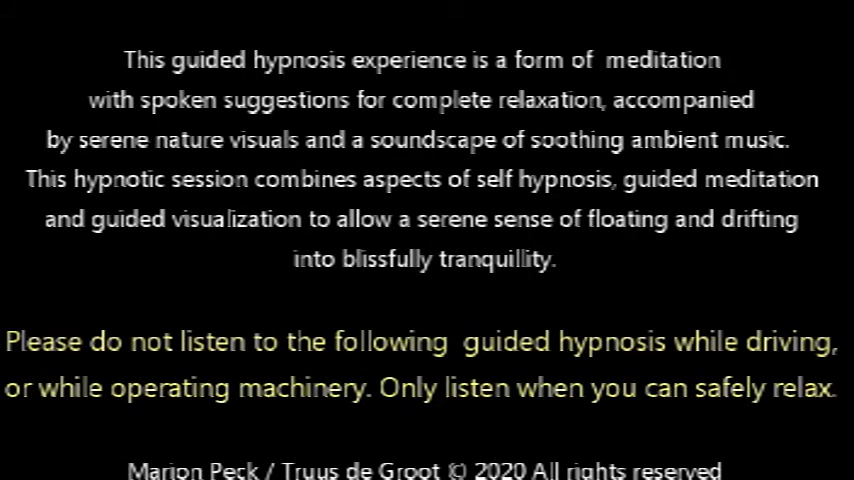 This guided hypnosis experience is a form of meditation
with spoken suggestions for complete relaxation, accompanied
by serene nature visuals and a soundscape of soothing ambient music.
This hypnotic session combines aspects of self hypnosis, guided meditation
and guided visualization to allow a serene sense of floating and drifting
into blissfully tranquillity.
Please do not listen to the following guided hypnosis while driving,
or while operating machinery. Only listen when you can safely relax.
Marion Peck / Truus de Groot © 2020 All rights reserved